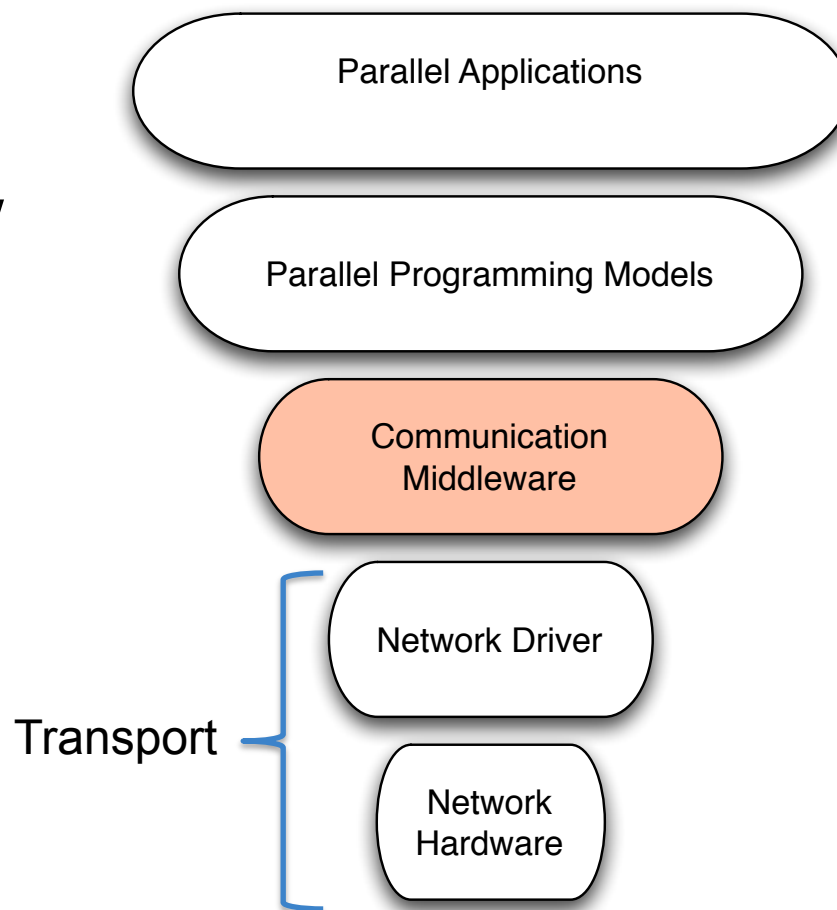 Parallel Applications
Parallel Programming Models
Communication
Middleware
Network Driver
Transport
Network
Hardware